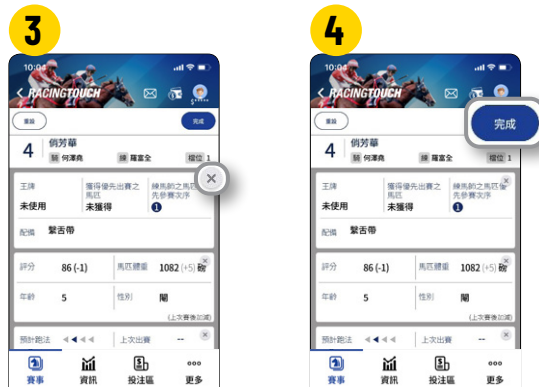 3
10:04
RACINGTOUCH
重設
完成
4
俏芳華
騎 何澤堯
練 羅富全
檔位 1
王牌
未使用
獲得優先出賽之馬匹
未獲得
練馬師之馬匹
先參賽次序
1
配備
繫舌帶
評分
86 (-1)
馬匹體重
1082 (+5) 磅
年齡
5
性別
閹
(上次賽後加減)
預計跑法
上次出賽
--
賽事
資訊
投注區
更多
4
10:04
RACINGTOUCH
重設
完成
4
俏芳華
騎 何澤堯
練 羅富全
檔位 1
王牌
未使用
獲得優先出賽之馬匹
未獲得
練馬師之馬匹優
先參賽次序
1
配備
繫舌帶
評分
86 (-1)
馬匹體重
1082 (+5) 磅
年齡
5
性別
閹
(上次賽後加減)
預計跑法
上次出賽
--
賽事
資訊
投注區
更多